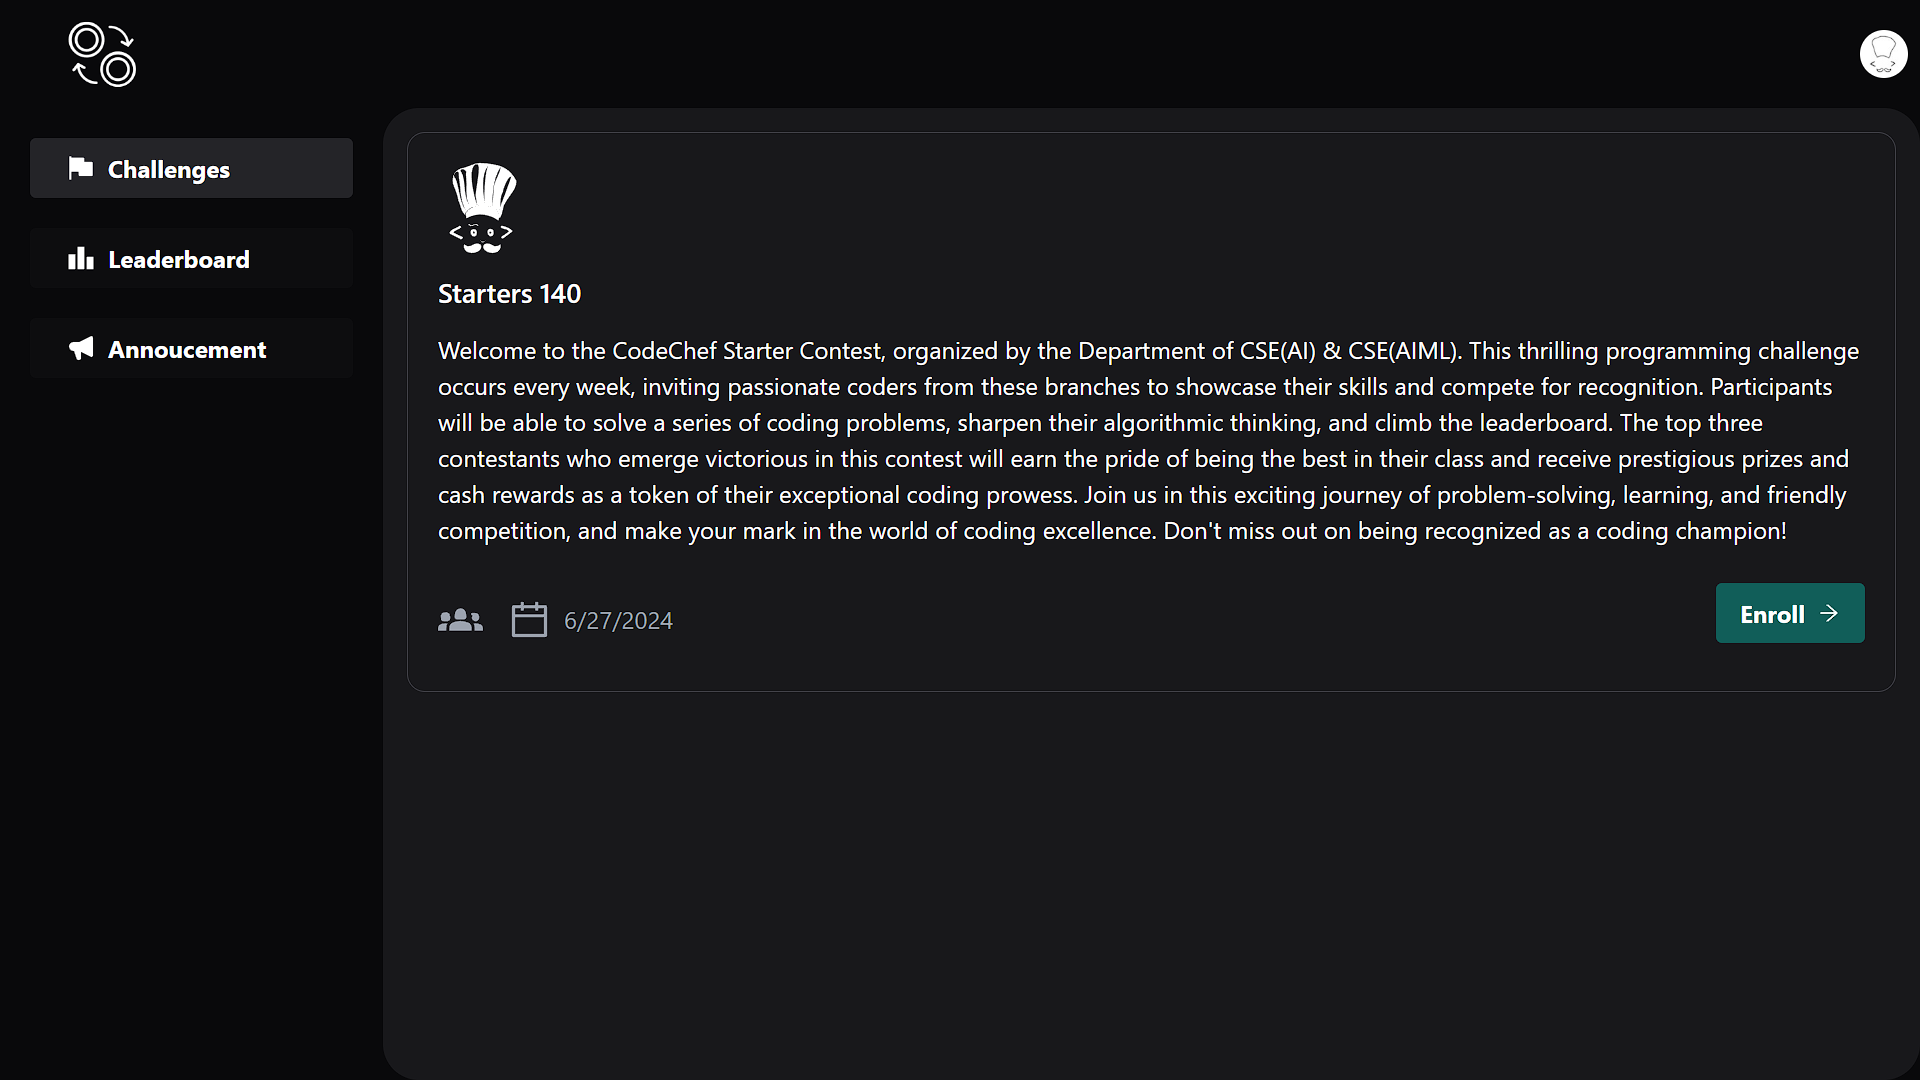 Challenges
Leaderboard
Annoucement
Starters 140
Welcome to the CodeChef Starter Contest, organized by the Department of CSE(AI) & CSE(AIML). This thrilling programming challenge
occurs every week, inviting passionate coders from these branches to showcase their skills and compete for recognition. Participants
will be able to solve a series of coding problems, sharpen their algorithmic thinking, and climb the leaderboard. The top three
contestants who emerge victorious in this contest will earn the pride of being the best in their class and receive prestigious prizes and
cash rewards as a token of their exceptional coding prowess. Join us in this exciting journey of problem-solving, learning, and friendly
competition, and make your mark in the world of coding excellence. Don't miss out on being recognized as a coding champion!
6/27/2024
Enroll